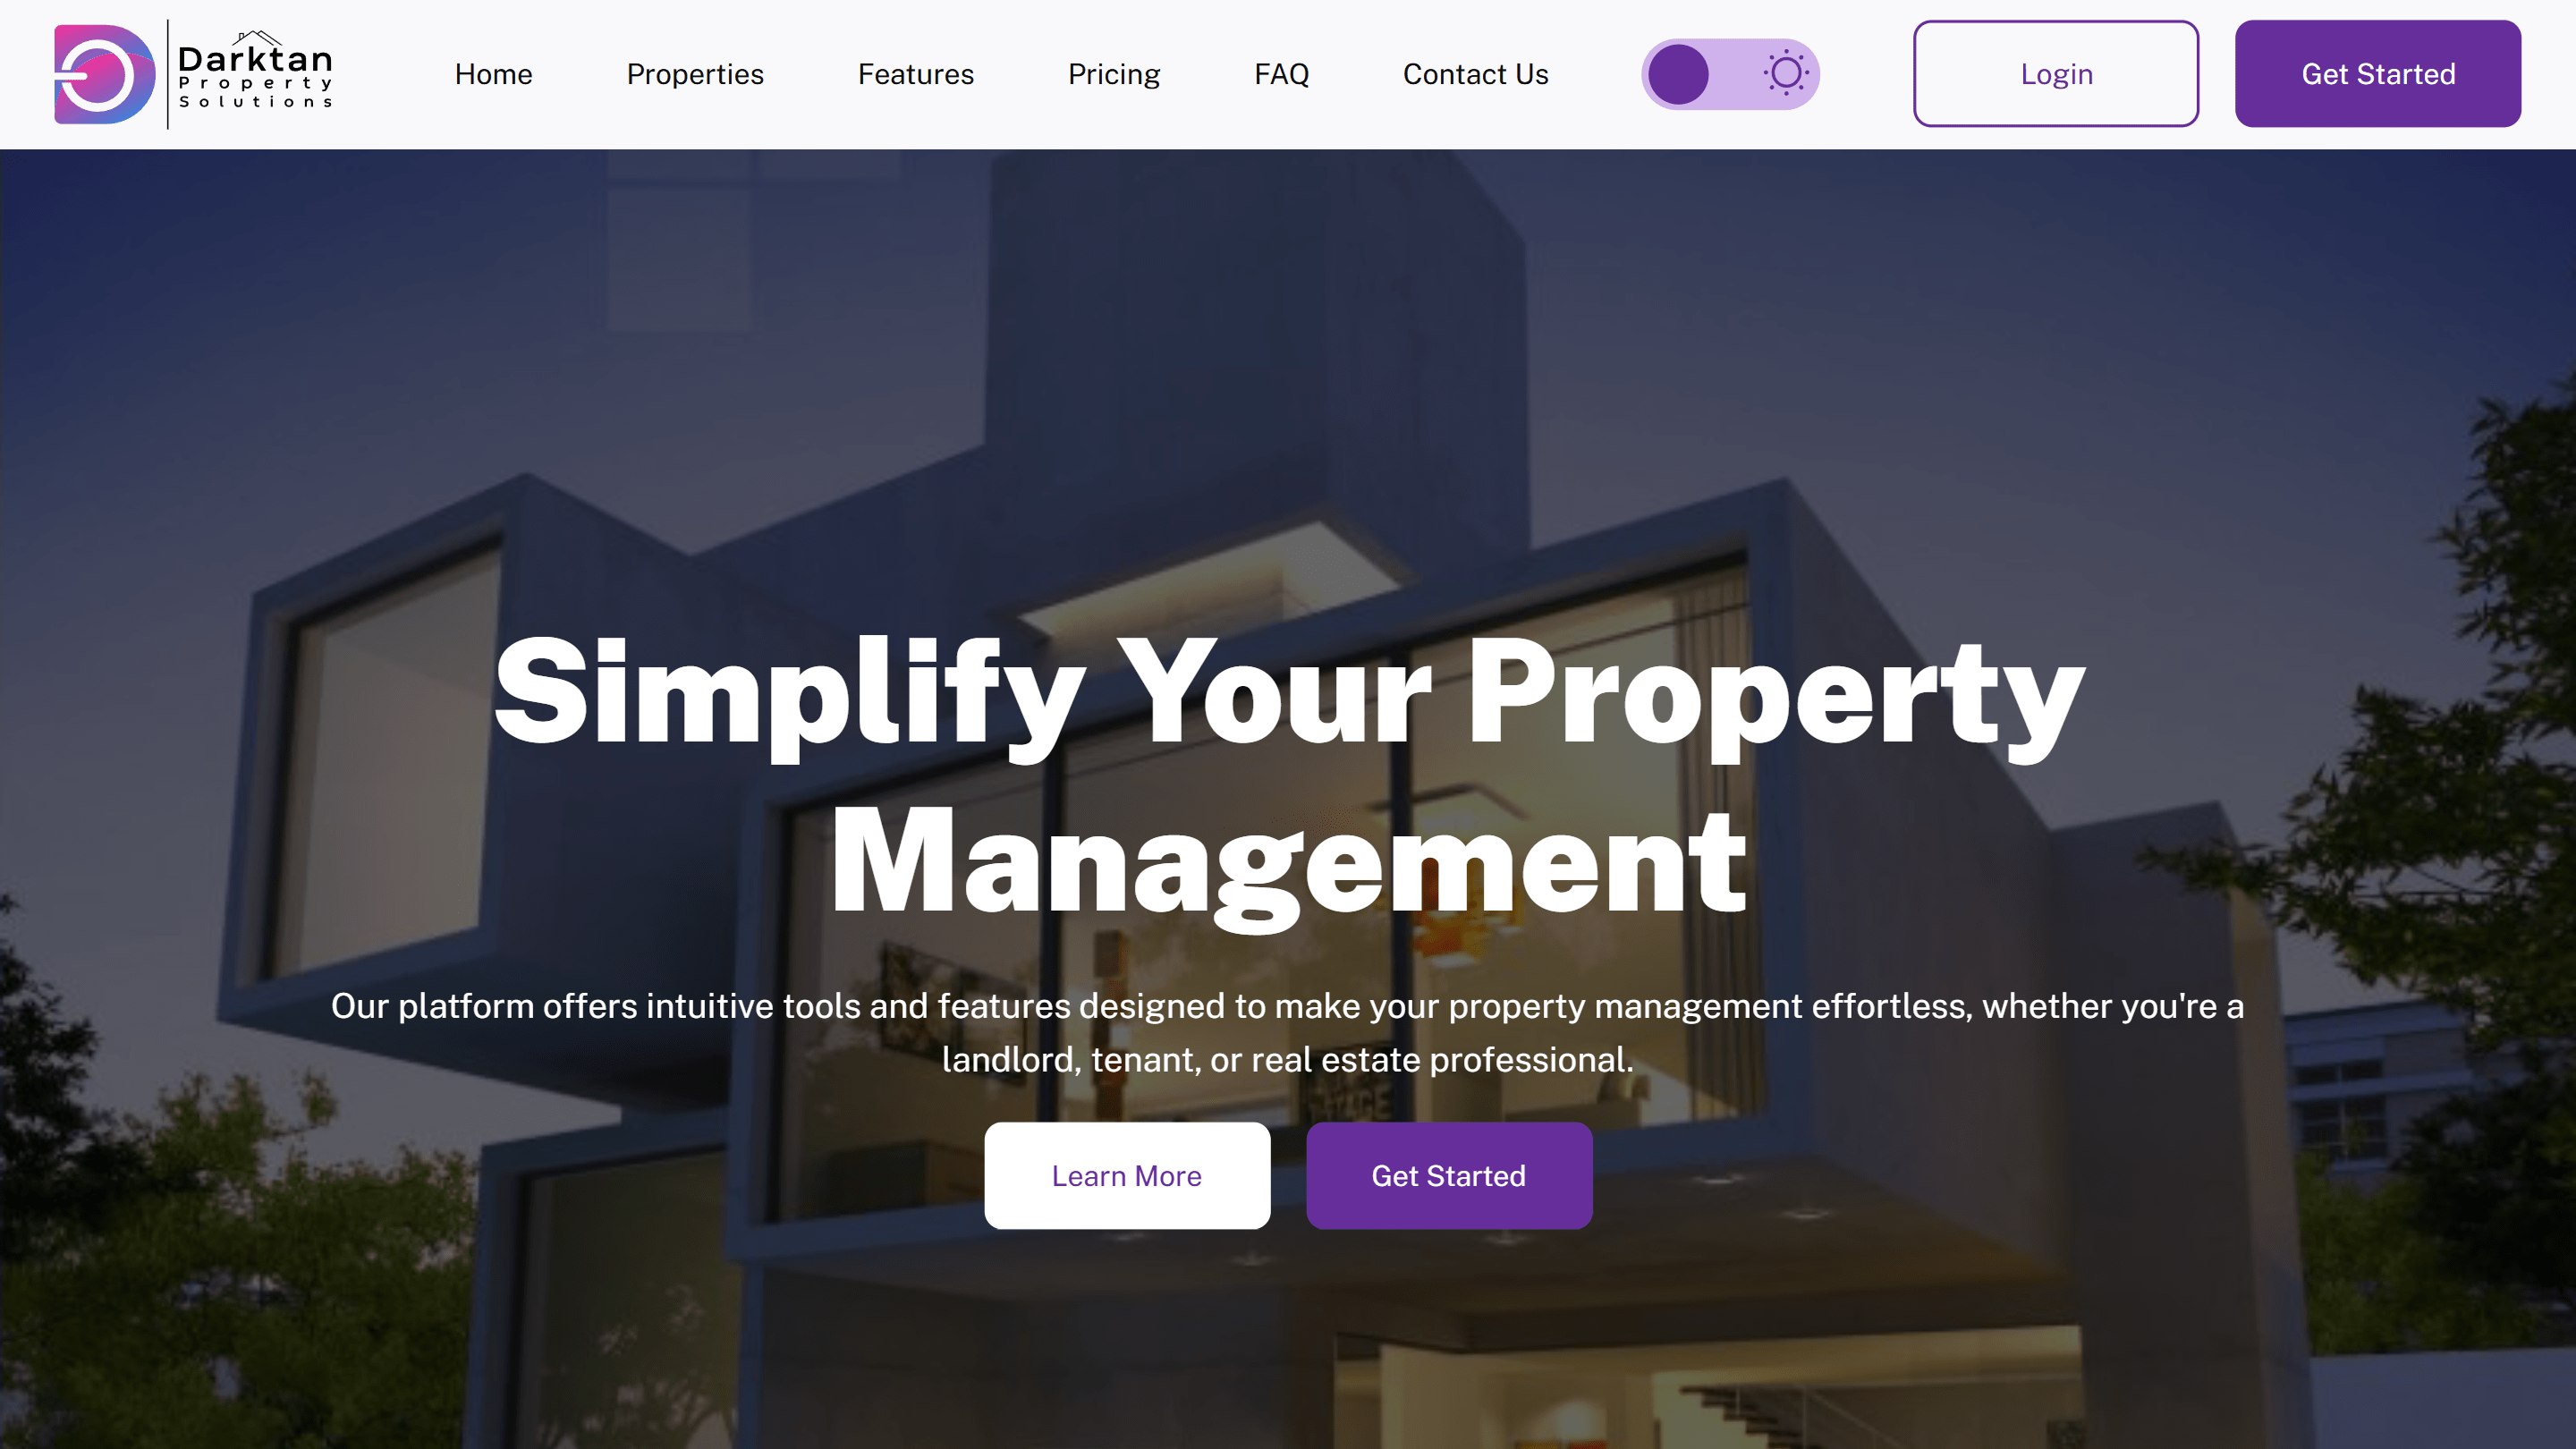 Darktan
Property
Solutions
Home
Properties
Features
Pricing
FAQ
Contact Us
Login
Get Started
Simplify Your Property
Management
Our platform offers intuitive tools and features designed to make your property management effortless, whether you're a
landlord, tenant, or real estate professional.
Learn More
Get Started